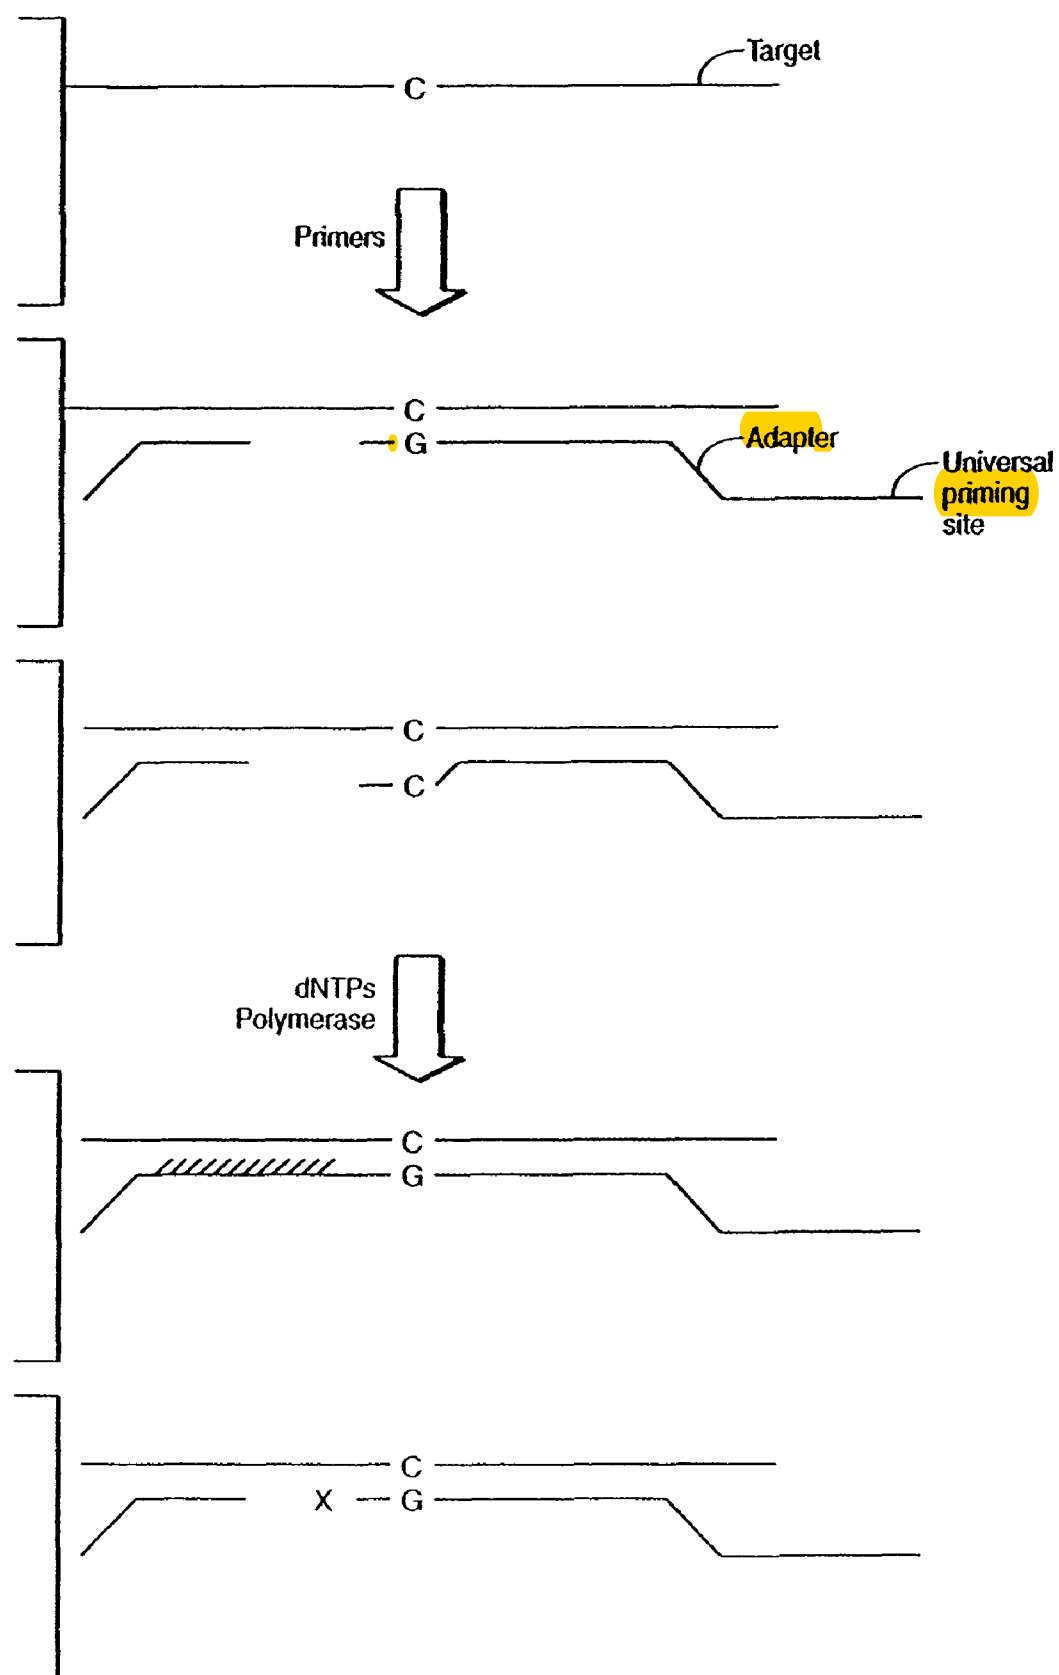 Target
C
Primers
C
G
Adapter
Universal
priming
site
C
C
dNTPs
Polymerase
C
G
C
X
G